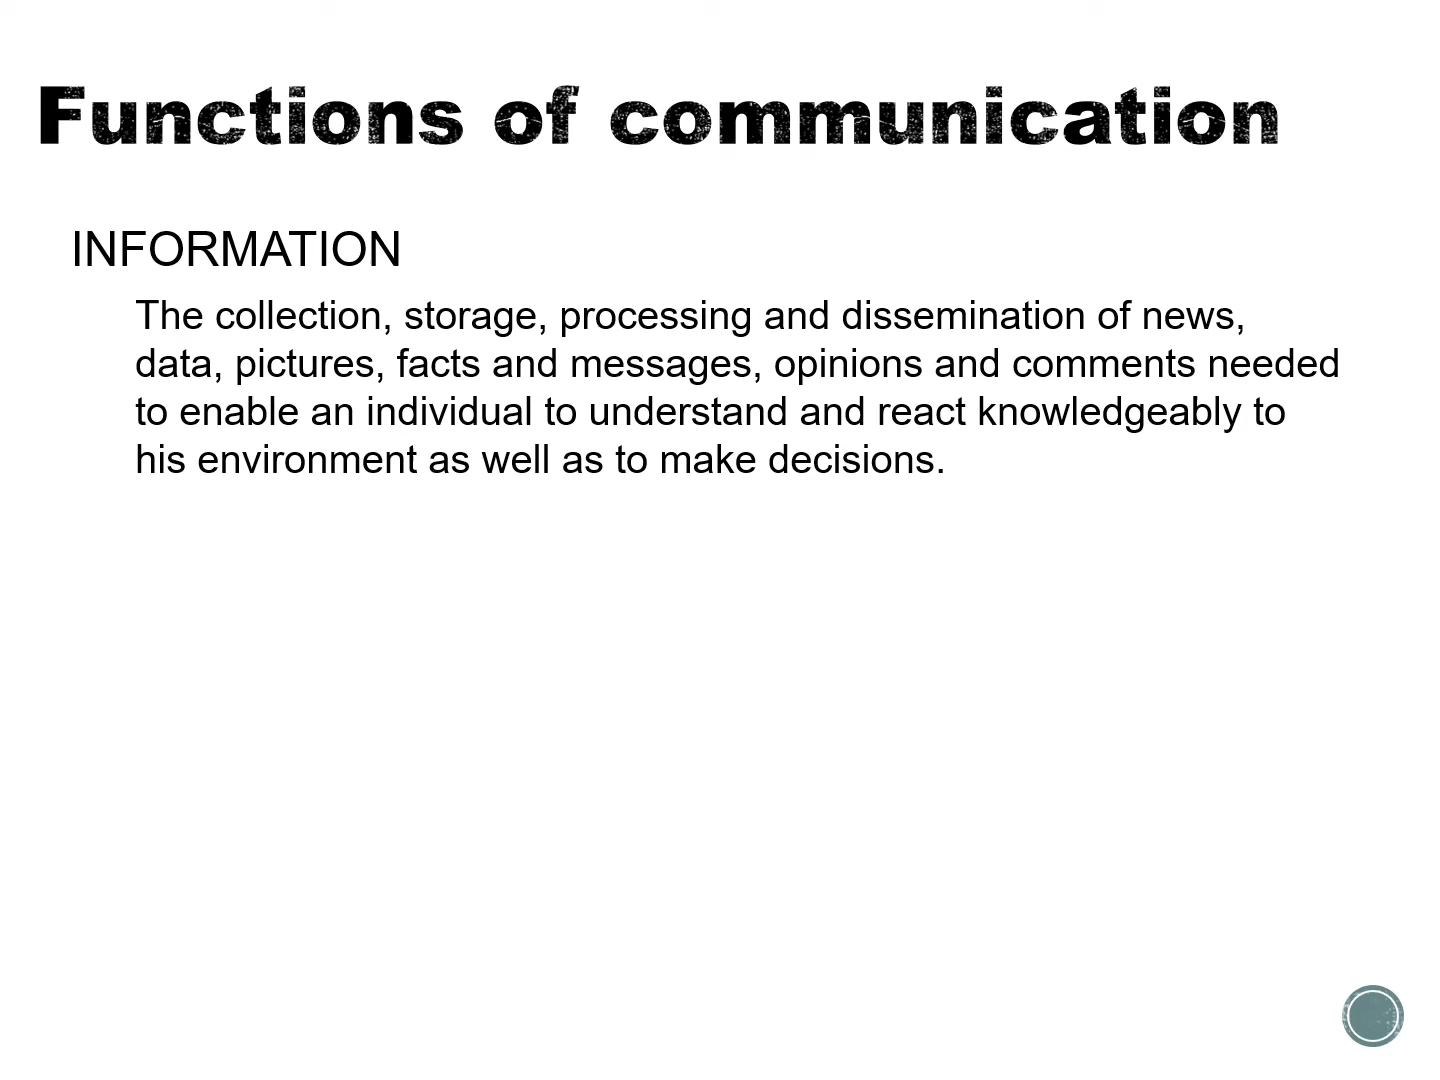 Functions of communication
INFORMATION
The collection, storage, processing and dissemination of news,
data, pictures, facts and messages, opinions and comments needed
to enable an individual to understand and react knowledgeably to
his environment as well as to make decisions.